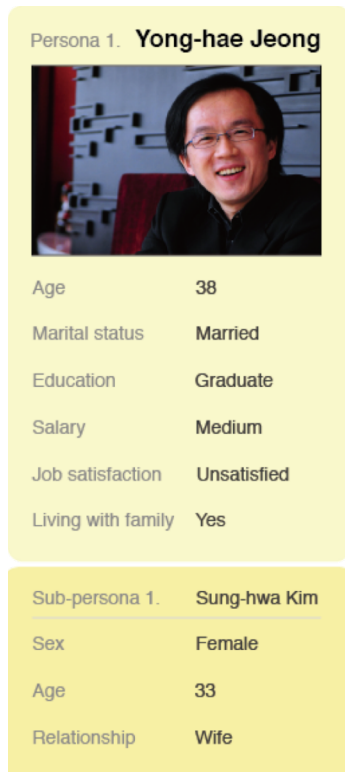 Persona 1. Yong-hae Jeong
Age 38
Marital status Married
Education Graduate
Salary Medium
Job satisfaction Unsatisfied
Living with family Yes
Sub-persona 1. Sung-hwa Kim
Sex Female
Age 33
Relationship Wife